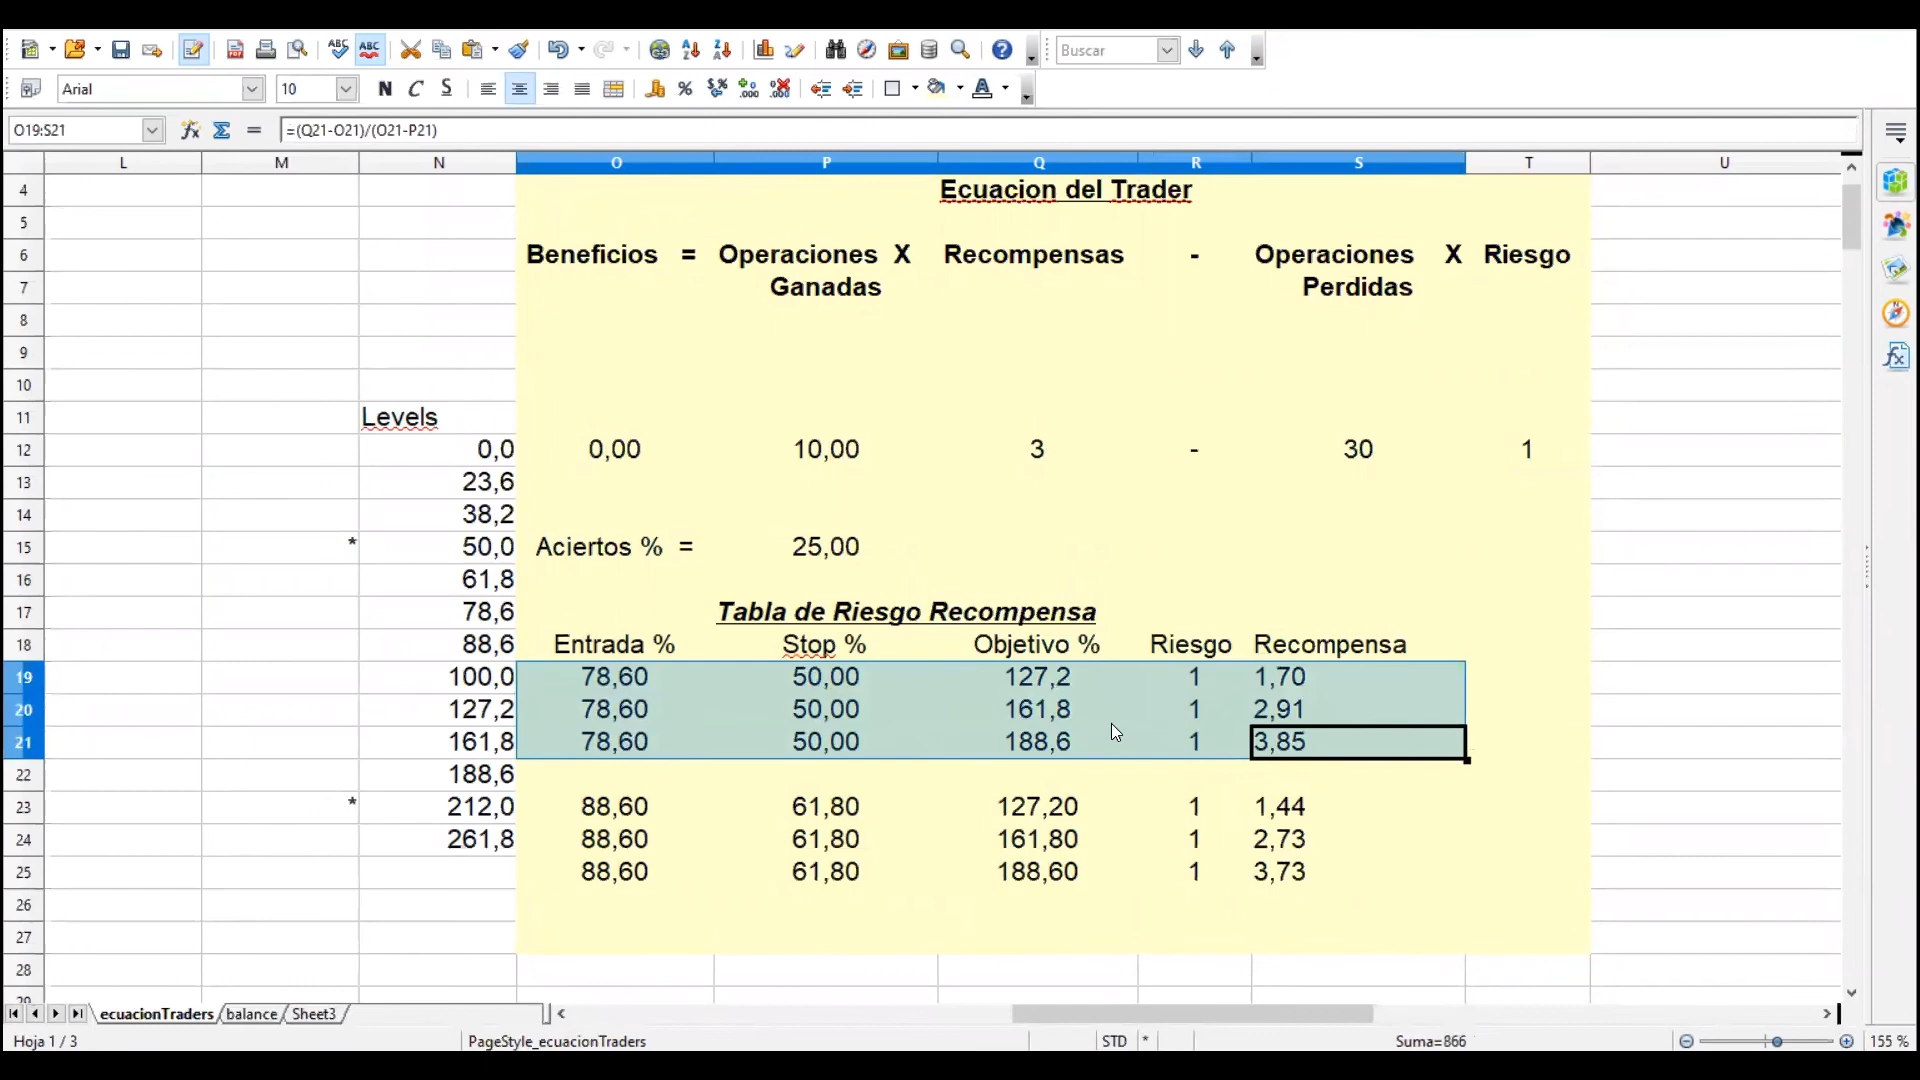 ABC ABC Buscar
Arial 10 N C S % .000 .000
O19:S21 =(Q21-O21)/(O21-P21)
L M N O P Q R S T U
4 Ecuacion del Trader
5
6 Beneficios = Operaciones X Recompensas - Operaciones X Riesgo
7 Ganadas Perdidas
8
9
10
11 Levels
12 0,0 0,00 10,00 3 - 30 1
13 23,6
14 38,2
15 * 50,0 Aciertos % = 25,00
16 61,8
17 78,6 Tabla de Riesgo Recompensa
18 88,6 Entrada % Stop % Objetivo % Riesgo Recompensa
19 100,0 78,60 50,00 127,2 1 1,70
20 127,2 78,60 50,00 161,8 1 2,91
21 161,8 78,60 50,00 188,6 1 3,85
22 188,6
23 * 212,0 88,60 61,80 127,20 1 1,44
24 261,8 88,60 61,80 161,80 1 2,73
25 88,60 61,80 188,60 1 3,73
26
27
28
29
ecuacionTraders balance Sheet3
Hoja 1 / 3 PageStyle_ecuacionTraders STD * Suma=866 155 %